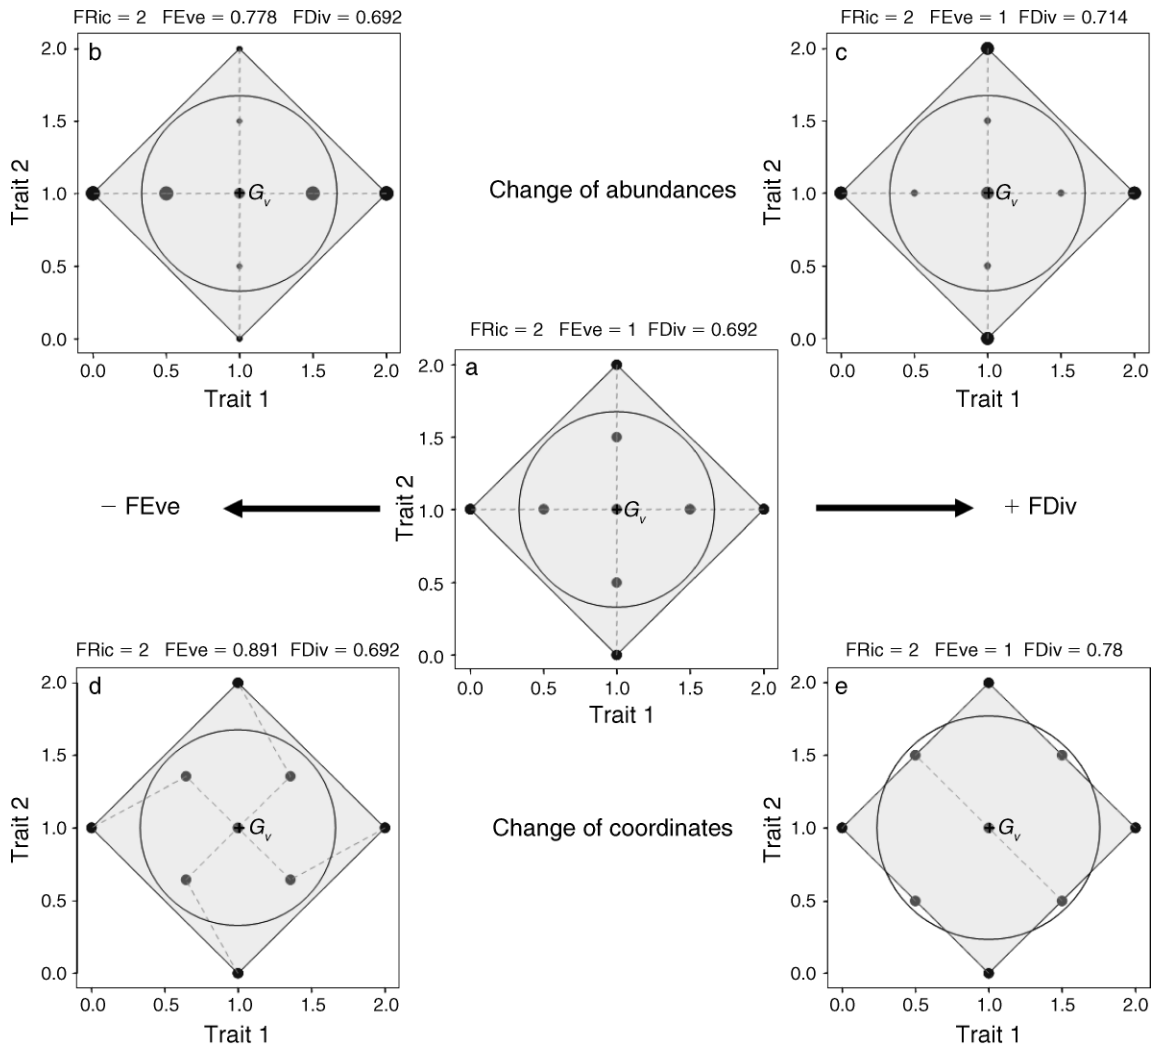 FRic = 2 FEve = 0.778 FDiv = 0.692
b
2.0
1.5
1.0
0.5
0.0
Trait 2
G_v
0.0 0.5 1.0 1.5 2.0
Trait 1
Change of abundances
FRic = 2 FEve = 1 FDiv = 0.714
c
2.0
1.5
1.0
0.5
0.0
Trait 2
G_v
0.0 0.5 1.0 1.5 2.0
Trait 1
FRic = 2 FEve = 1 FDiv = 0.692
a
2.0
1.5
1.0
0.5
0.0
Trait 2
G_v
0.0 0.5 1.0 1.5 2.0
Trait 1
− FEve
+ FDiv
FRic = 2 FEve = 0.891 FDiv = 0.692
d
2.0
1.5
1.0
0.5
0.0
Trait 2
G_v
0.0 0.5 1.0 1.5 2.0
Trait 1
Change of coordinates
FRic = 2 FEve = 1 FDiv = 0.78
e
2.0
1.5
1.0
0.5
0.0
Trait 2
G_v
0.0 0.5 1.0 1.5 2.0
Trait 1